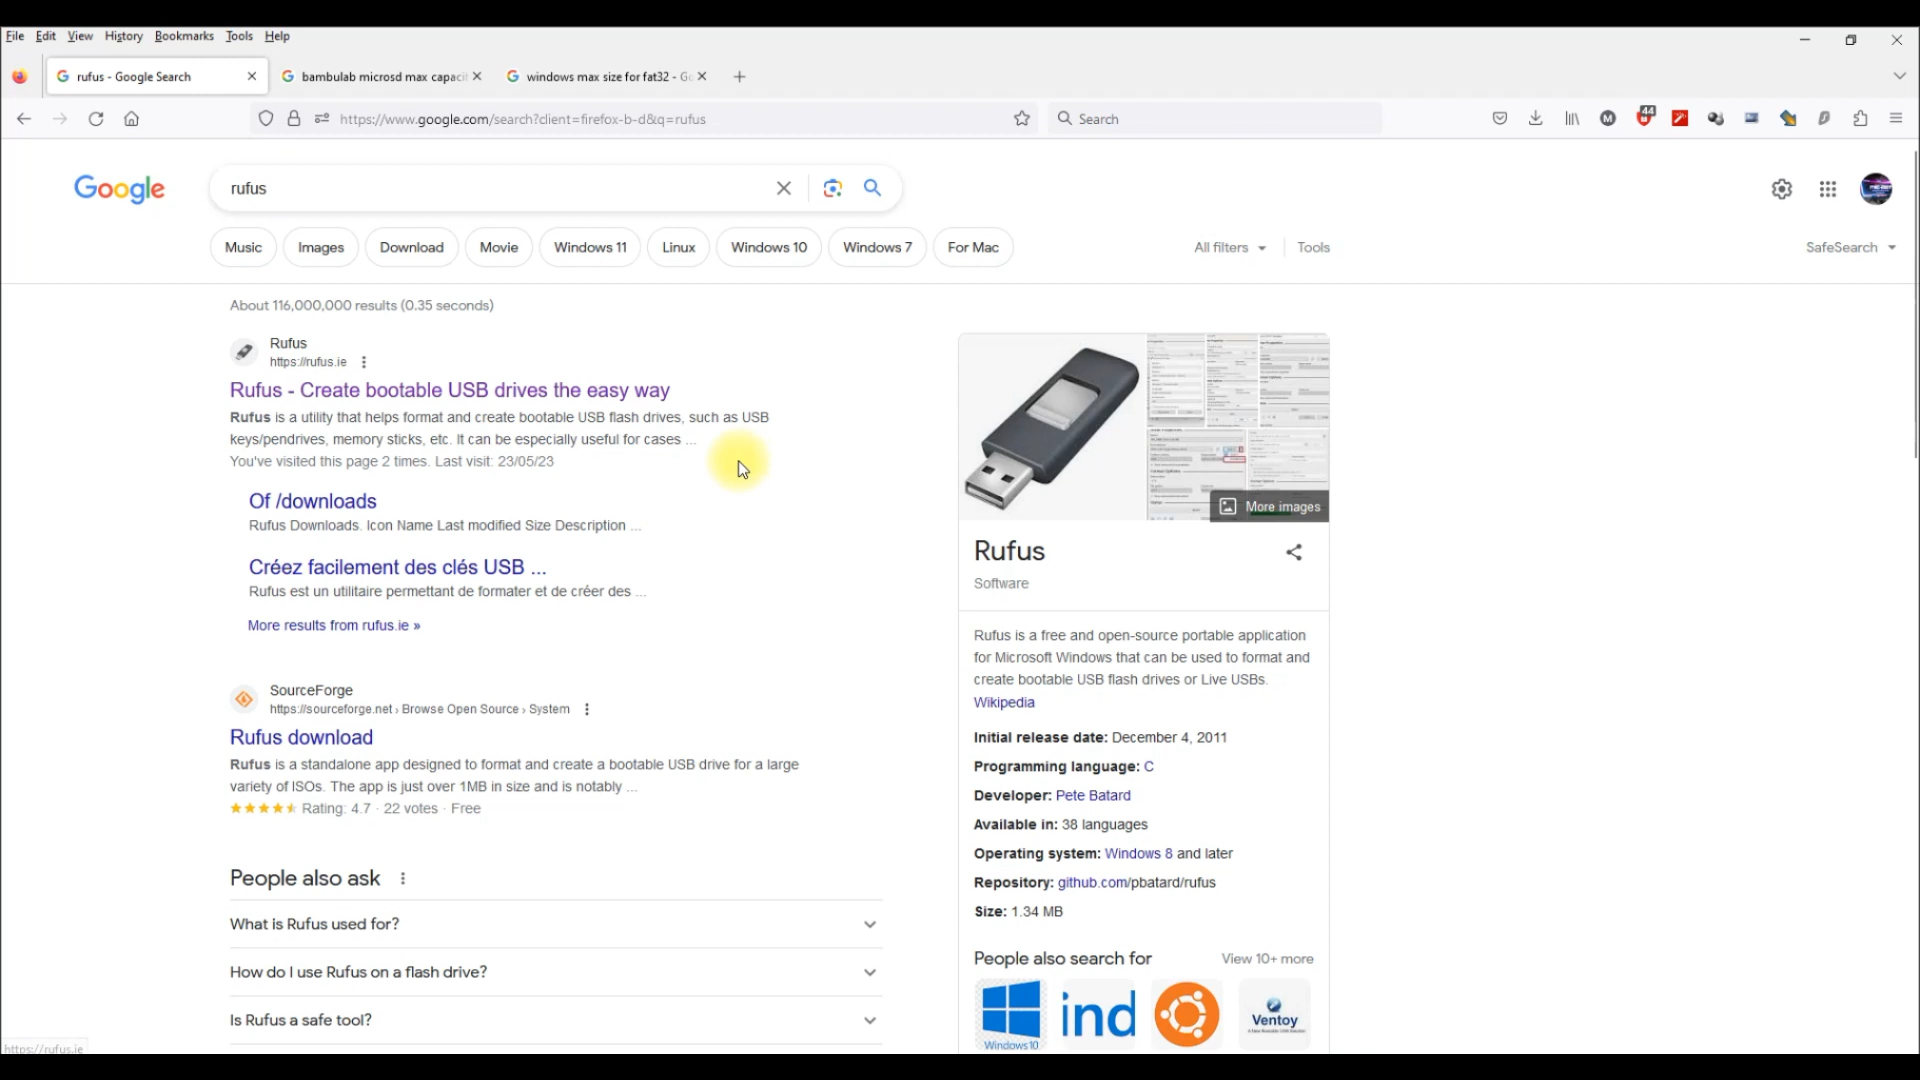 File Edit View History Bookmarks Tools Help
rufus - Google Search
bambulab microsd max capaci
windows max size for fat32 - Go
https://www.google.com/search?client=firefox-b-d&q=rufus
Search
44
Google
rufus
Music Images Download Movie Windows 11 Linux Windows 10 Windows 7 For Mac
All filters Tools
SafeSearch
About 116,000,000 results (0.35 seconds)
Rufus
https://rufus.ie
Rufus - Create bootable USB drives the easy way
Rufus is a utility that helps format and create bootable USB flash drives, such as USB
keys/pendrives, memory sticks, etc. It can be especially useful for cases ...
You've visited this page 2 times. Last visit: 23/05/23
Of /downloads
Rufus Downloads. Icon Name Last modified Size Description ...
Créez facilement des clés USB ...
Rufus est un utilitaire permettant de formater et de créer des ...
More results from rufus.ie »
SourceForge
https://sourceforge.net › Browse Open Source › System
Rufus download
Rufus is a standalone app designed to format and create a bootable USB drive for a large
variety of ISOs. The app is just over 1MB in size and is notably ...
Rating: 4.7 · 22 votes · Free
People also ask
What is Rufus used for?
How do I use Rufus on a flash drive?
Is Rufus a safe tool?
https://rufus.ie
More images
Rufus
Software
Rufus is a free and open-source portable application
for Microsoft Windows that can be used to format and
create bootable USB flash drives or Live USBs.
Wikipedia
Initial release date: December 4, 2011
Programming language: C
Developer: Pete Batard
Available in: 38 languages
Operating system: Windows 8 and later
Repository: github.com/pbatard/rufus
Size: 1.34 MB
People also search for
View 10+ more
Windows10
ind
Ventoy